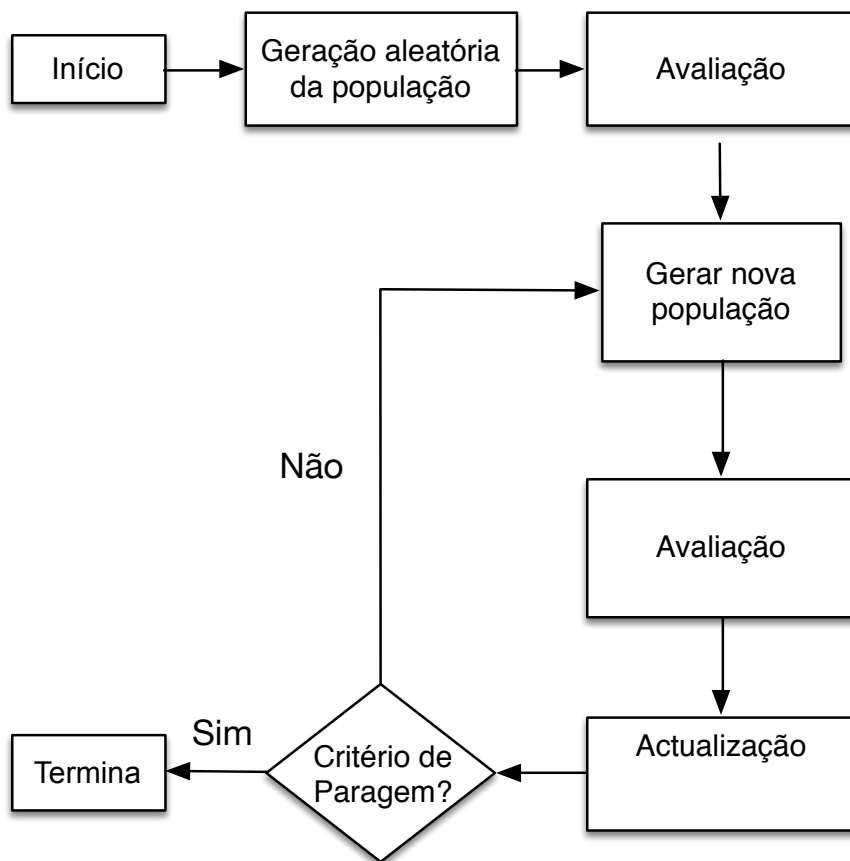 Início
Geração aleatória
da população
Avaliação
Gerar nova
população
Não
Avaliação
Actualização
Sim
Critério de
Paragem?
Termina